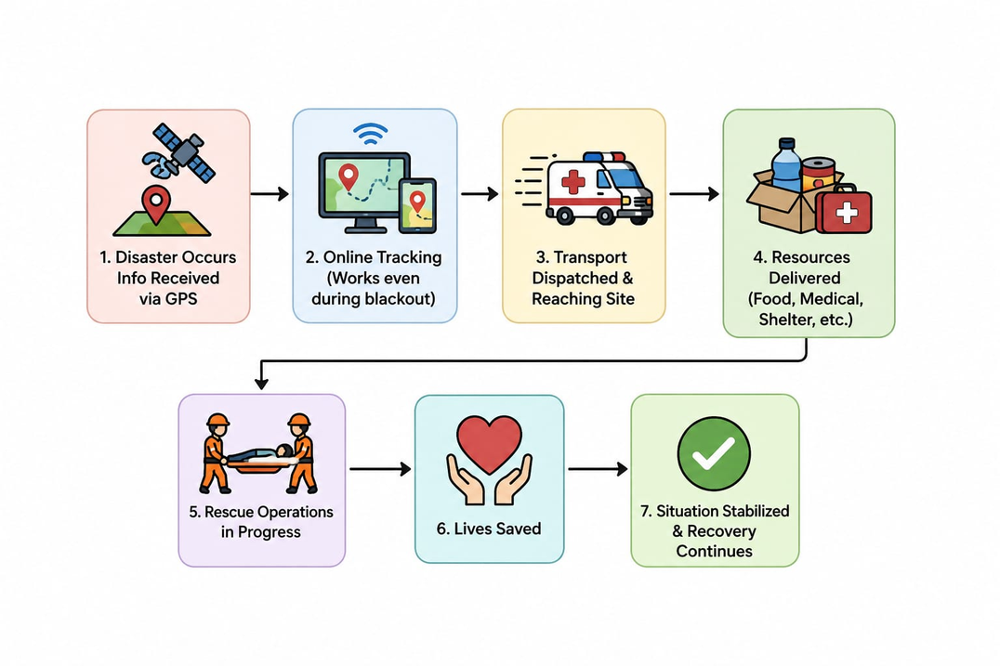 1. Disaster Occurs
Info Received
via GPS
2. Online Tracking
(Works even
during blackout)
3. Transport
Dispatched &
Reaching Site
4. Resources
Delivered
(Food, Medical,
Shelter, etc.)
5. Rescue Operations
in Progress
6. Lives Saved
7. Situation Stabilized
& Recovery
Continues